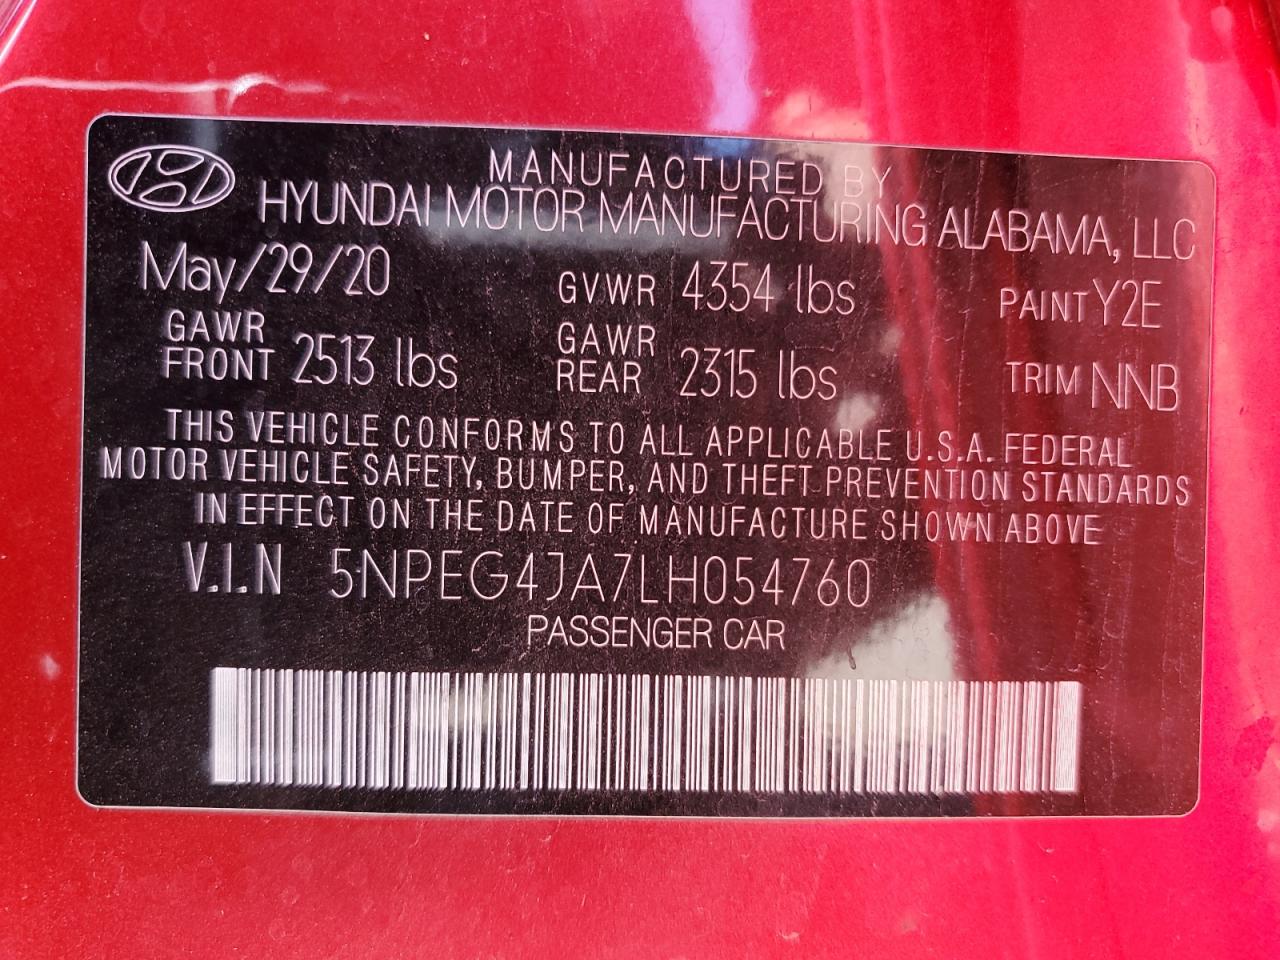 MANUFACTURED BY
HYUNDAI MOTOR MANUFACTURING ALABAMA, LLC
May/29/20 GVWR 4354 lbs PAINT Y2E
GAWR FRONT 2513 lbs GAWR REAR 2315 lbs TRIM NNB
THIS VEHICLE CONFORMS TO ALL APPLICABLE U.S.A. FEDERAL
MOTOR VEHICLE SAFETY, BUMPER, AND THEFT PREVENTION STANDARDS
IN EFFECT ON THE DATE OF MANUFACTURE SHOWN ABOVE
V.I.N 5NPEG4JA7LH054760
PASSENGER CAR